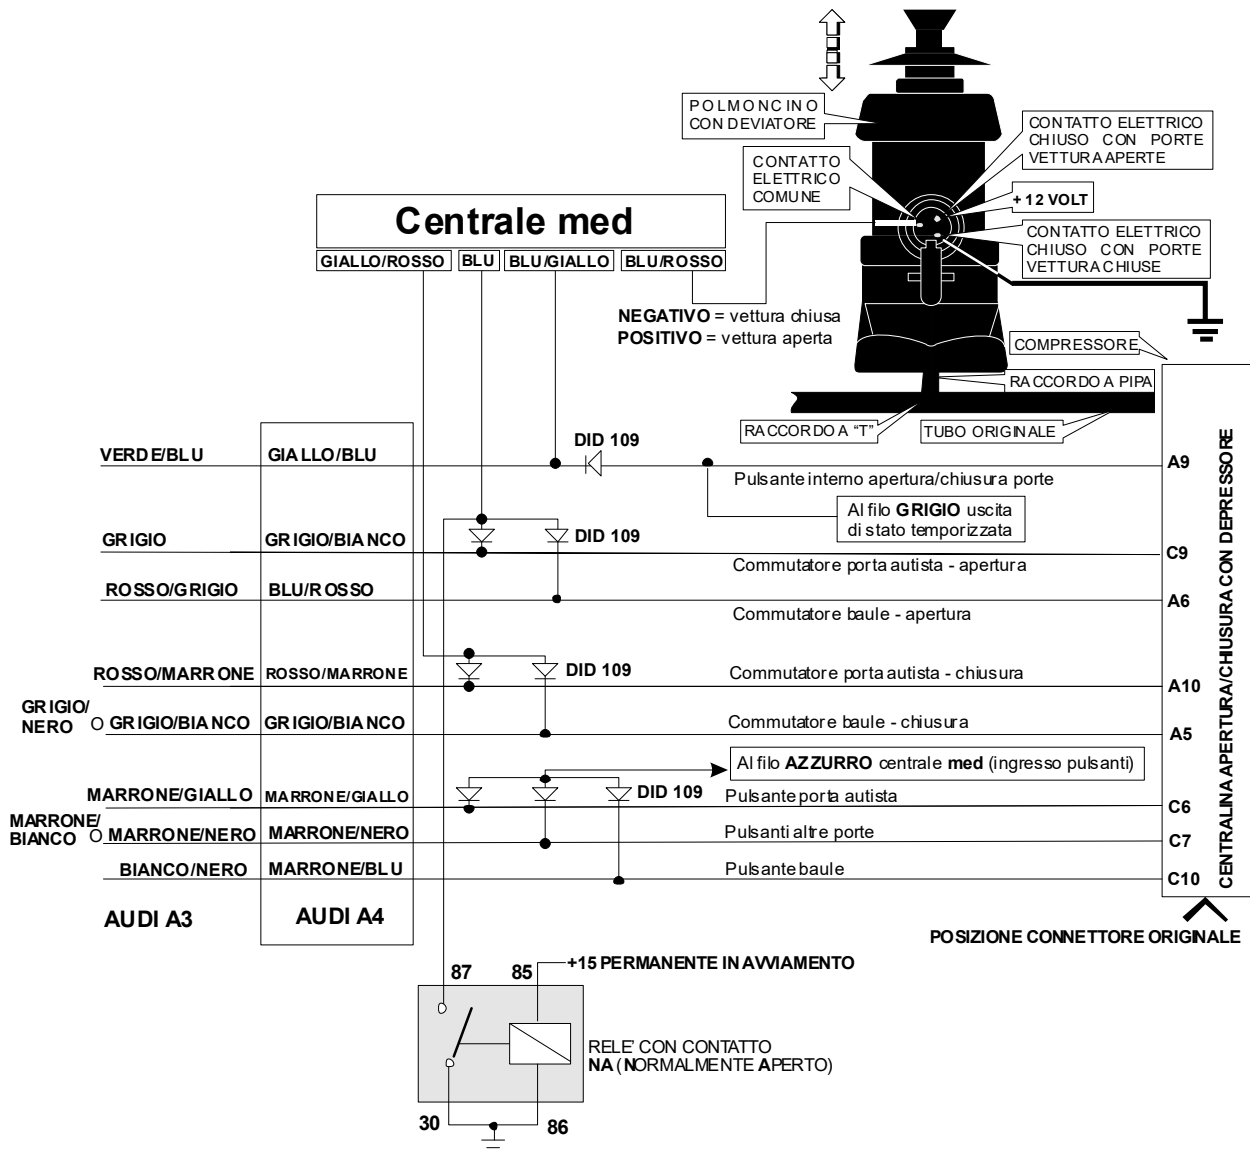 POLMONCINO
CON DEVIATORE
CONTATTO ELETTRICO
CHIUSO CON PORTE
VETTURA APERTE
CONTATTO
ELETTRICO
COMUNE
+ 12 VOLT
CONTATTO ELETTRICO
CHIUSO CON PORTE
VETTURA CHIUSE
Centrale med
GIALLO/ROSSO
BLU
BLU/GIALLO
BLU/ROSSO
NEGATIVO = vettura chiusa
POSITIVO = vettura aperta
COMPRESSORE
RACCORDO A PIPA
RACCORDO A “T”
TUBO ORIGINALE
VERDE/BLU
GIALLO/BLU
DID 109
Pulsante interno apertura/chiusura porte
A9
Al filo GRIGIO uscita
di stato temporizzata
GRIGIO
GRIGIO/BIANCO
DID 109
Commutatore porta autista - apertura
C9
ROSSO/GRIGIO
BLU/ROSSO
Commutatore baule - apertura
A6
ROSSO/MARRONE
ROSSO/MARRONE
DID 109
Commutatore porta autista - chiusura
A10
GRIGIO/
NERO O GRIGIO/BIANCO
GRIGIO/BIANCO
Commutatore baule - chiusura
A5
Al filo AZZURRO centrale med (ingresso pulsanti)
MARRONE/GIALLO
MARRONE/GIALLO
DID 109
Pulsante porta autista
C6
MARRONE/
BIANCO O MARRONE/NERO
MARRONE/NERO
Pulsanti altre porte
C7
BIANCO/NERO
MARRONE/BLU
Pulsante baule
C10
CENTRALINA APERTURA/CHIUSURA CON DEPRESSORE
AUDI A3
AUDI A4
POSIZIONE CONNETTORE ORIGINALE
87
85
+15 PERMANENTE IN AVVIAMENTO
RELE’ CON CONTATTO
NA (NORMALMENTE APERTO)
30
86